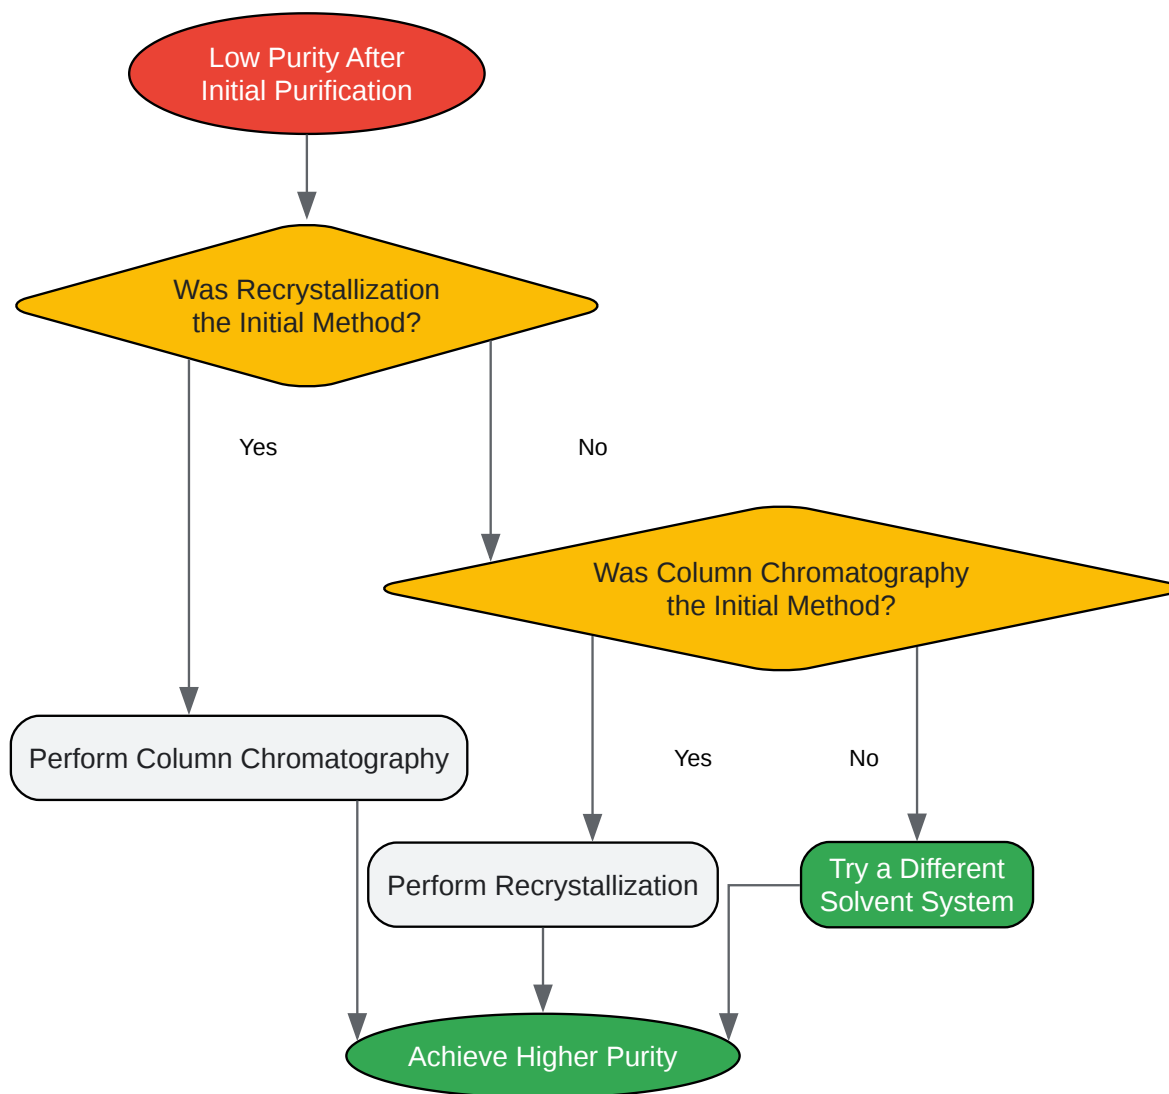 Low Purity After
Initial Purification
Was Recrystallization
the Initial Method?
Yes
No
Was Column Chromatography
the Initial Method?
Perform Column Chromatography
Yes
No
Perform Recrystallization
Try a Different
Solvent System
Achieve Higher Purity